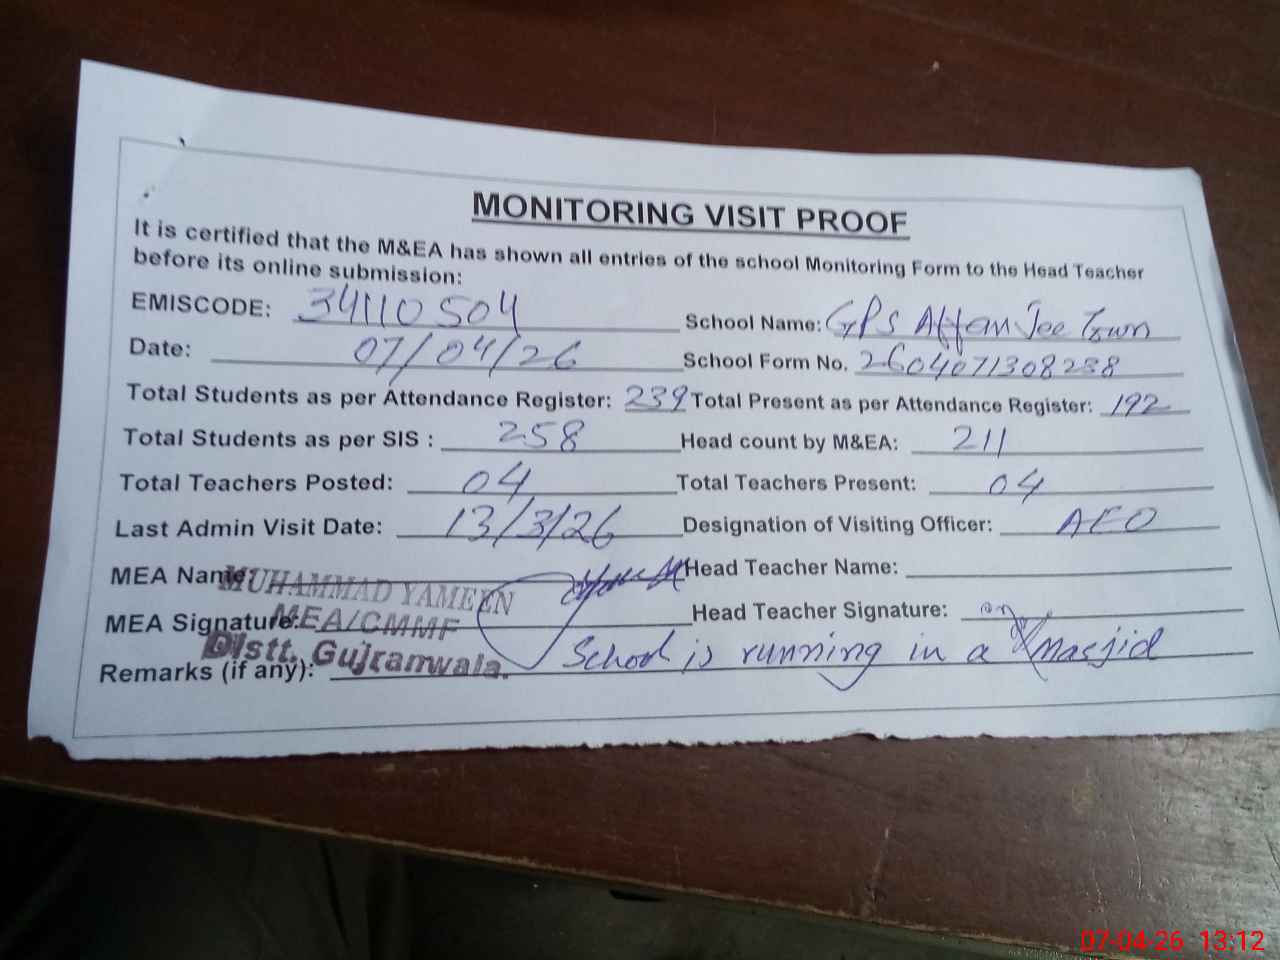 MONITORING VISIT PROOF
It is certified that the M&EA has shown all entries of the school Monitoring Form to the Head Teacher
before its online submission:
EMISCODE: 34110504 School Name: GPS Affan Jee Town
Date: 07/04/26 School Form No. 2604071308238
Total Students as per Attendance Register: 239 Total Present as per Attendance Register: 192
Total Students as per SIS : 258 Head count by M&EA: 211
Total Teachers Posted: 04 Total Teachers Present: 04
Last Admin Visit Date: 13/3/26 Designation of Visiting Officer: AEO
MEA Name: MUHAMMAD YAMEEN Head Teacher Name:
MEA Signature: MEA/CMMF Head Teacher Signature:
Distt. Gujranwala.
Remarks (if any): School is running in a Masjid
07-04-26 13:12